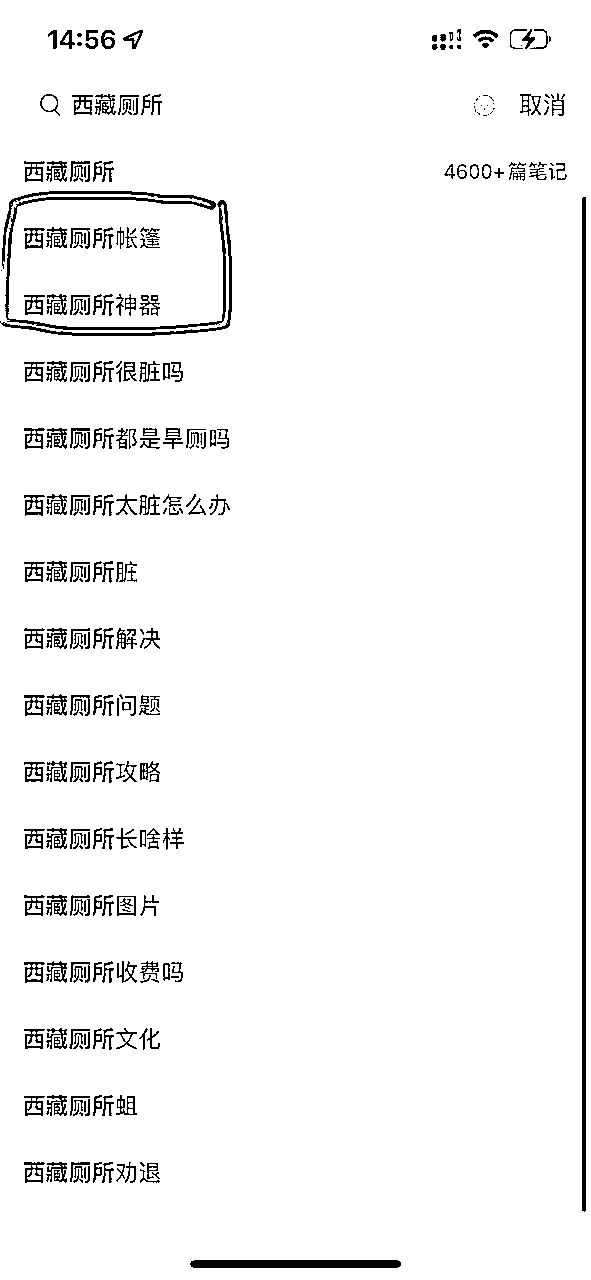 14:56
西藏厕所 取消
西藏厕所 4600+篇笔记
西藏厕所帐篷
西藏厕所神器
西藏厕所很脏吗
西藏厕所都是旱厕吗
西藏厕所太脏怎么办
西藏厕所脏
西藏厕所解决
西藏厕所问题
西藏厕所攻略
西藏厕所长啥样
西藏厕所图片
西藏厕所收费吗
西藏厕所文化
西藏厕所蛆
西藏厕所劝退